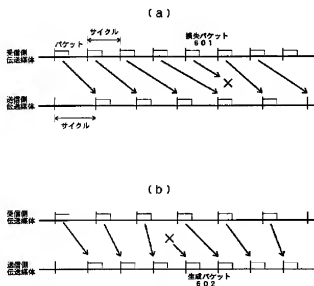 (a)
パケット
サイクル
損失パケット
601
受信側
伝送媒体
送信側
伝送媒体
サイクル
(b)
受信側
伝送媒体
送信側
伝送媒体
生成パケット
602